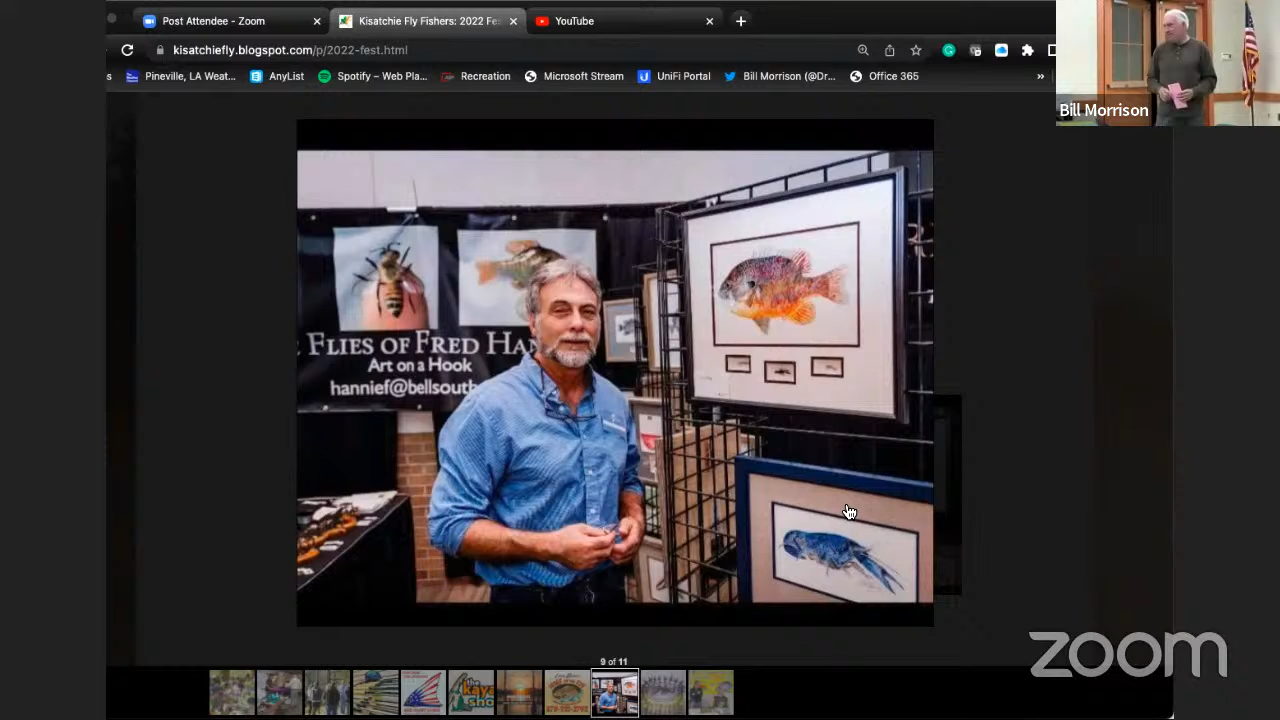 Post Attendee - Zoom
Kisatchie Fly Fishers: 2022 Fes
YouTube
kisatchiefly.blogspot.com/p/2022-fest.html
Pineville, LA Weat...
AnyList
Spotify – Web Pla...
Recreation
Microsoft Stream
UniFi Portal
Bill Morrison (@Dr...
Office 365
Bill Morrison
FLIES OF FRED HAN
Art on a Hook
hannief@bellsouth
9 of 11
zoom